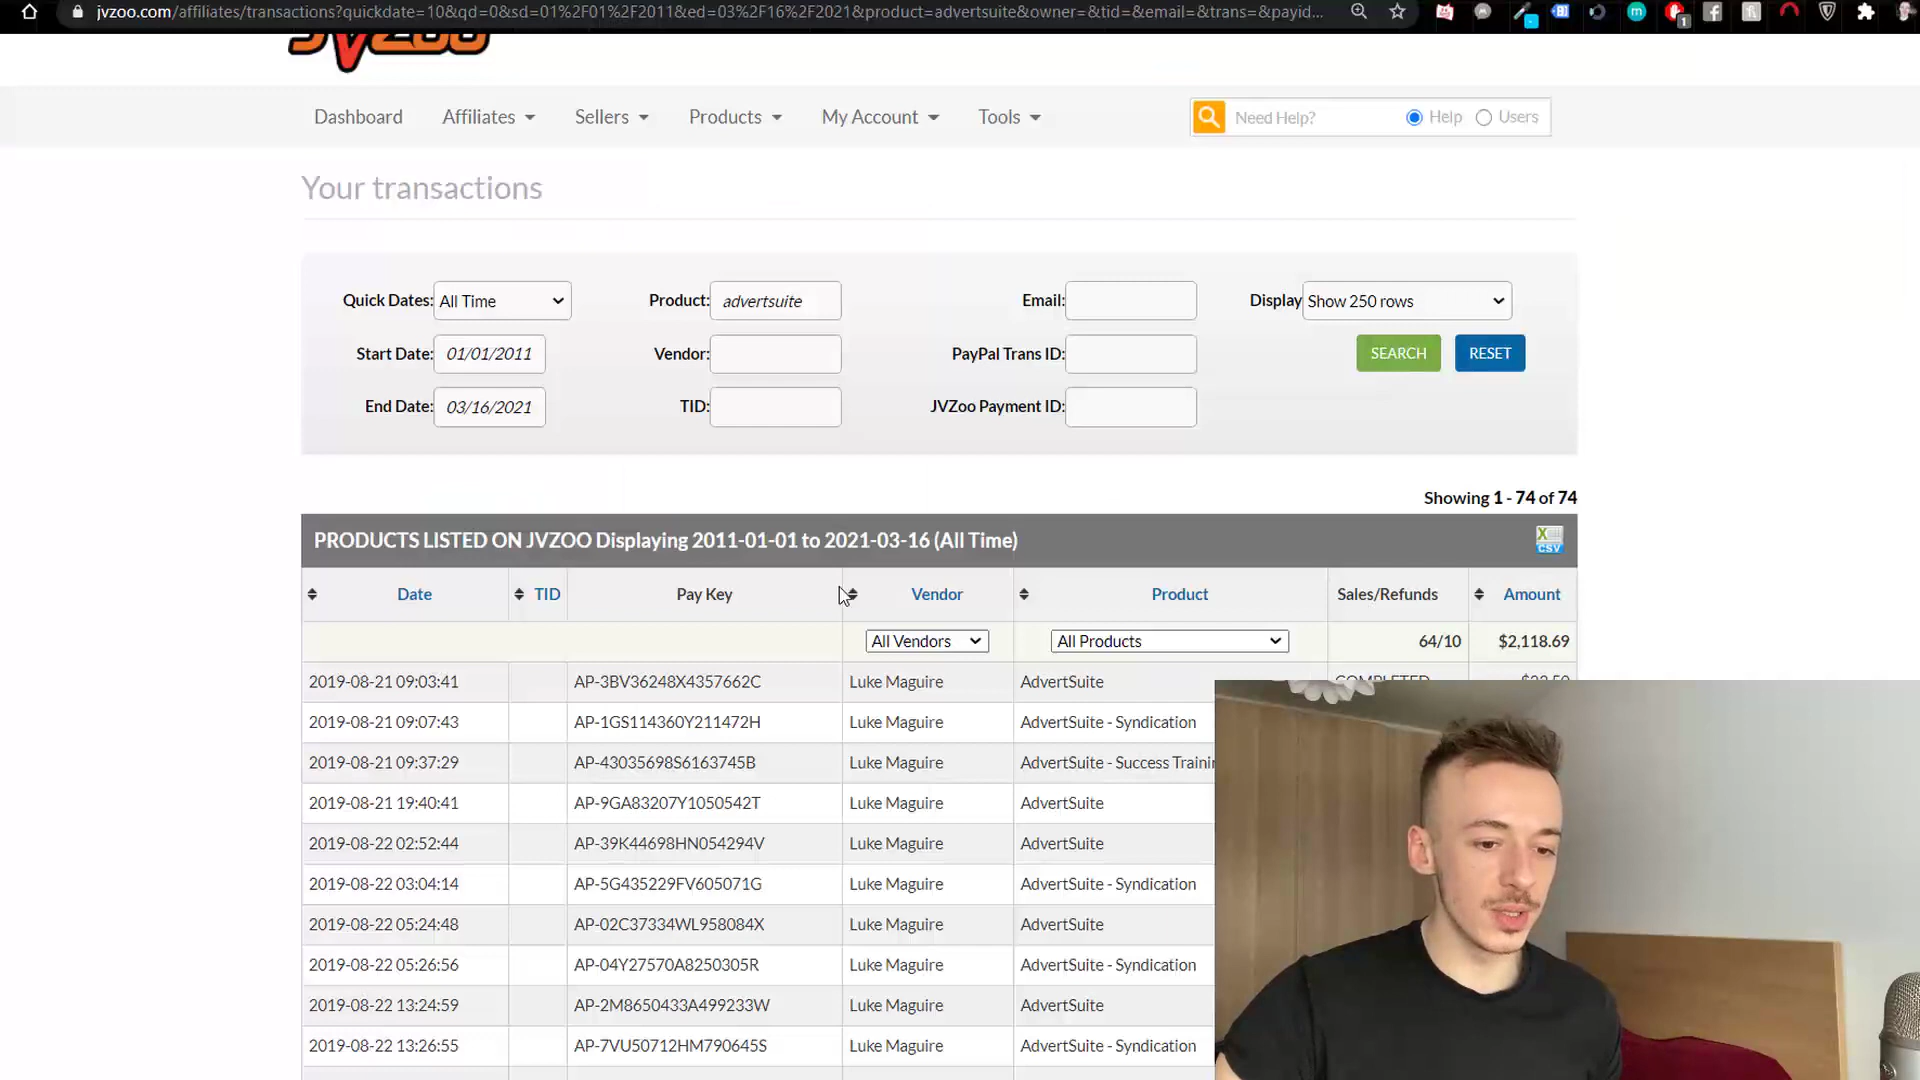 jvzoo.com/affiliates/transactions?quickdate=10&qd=0&sd=01%2F01%2F2011&ed=03%2F16%2F2021&product=advertsuite&owner=&tid=&email=&trans=&payid...
JVZOO
Dashboard Affiliates Sellers Products My Account Tools Need Help? Help Users
Your transactions
Quick Dates: All Time Product: advertsuite Email: Display Show 250 rows
Start Date: 01/01/2011 Vendor: PayPal Trans ID: SEARCH RESET
End Date: 03/16/2021 TID: JVZoo Payment ID:
Showing 1 - 74 of 74
PRODUCTS LISTED ON JVZOO Displaying 2011-01-01 to 2021-03-16 (All Time) CSV
Date TID Pay Key Vendor Product Sales/Refunds Amount
All Vendors All Products 64/10 $2,118.69
2019-08-21 09:03:41 AP-3BV36248X4357662C Luke Maguire AdvertSuite COMPLETED
2019-08-21 09:07:43 AP-1GS114360Y211472H Luke Maguire AdvertSuite - Syndication
2019-08-21 09:37:29 AP-43035698S6163745B Luke Maguire AdvertSuite - Success Trainin
2019-08-21 19:40:41 AP-9GA83207Y1050542T Luke Maguire AdvertSuite
2019-08-22 02:52:44 AP-39K44698HN054294V Luke Maguire AdvertSuite
2019-08-22 03:04:14 AP-5G435229FV605071G Luke Maguire AdvertSuite - Syndication
2019-08-22 05:24:48 AP-02C37334WL958084X Luke Maguire AdvertSuite
2019-08-22 05:26:56 AP-04Y27570A8250305R Luke Maguire AdvertSuite - Syndication
2019-08-22 13:24:59 AP-2M8650433A499233W Luke Maguire AdvertSuite
2019-08-22 13:26:55 AP-7VU50712HM790645S Luke Maguire AdvertSuite - Syndication